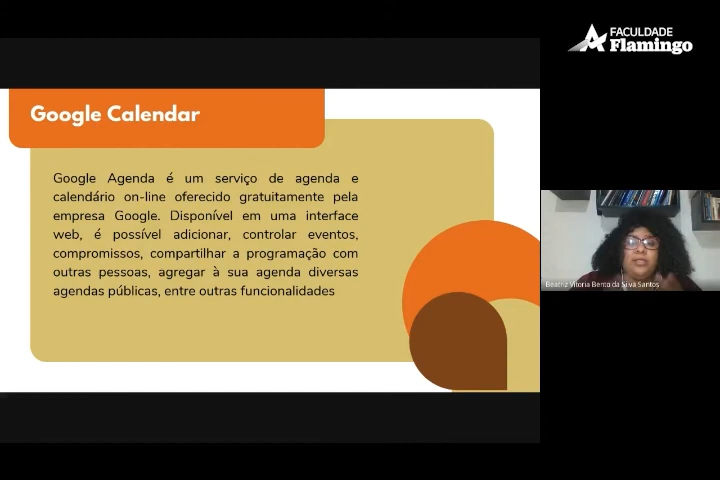 FACULDADE
Flamingo
Google Calendar
Google Agenda é um serviço de agenda e
calendário on-line oferecido gratuitamente pela
empresa Google. Disponível em uma interface
web, é possível adicionar, controlar eventos,
compromissos, compartilhar a programação com
outras pessoas, agregar à sua agenda diversas
agendas públicas, entre outras funcionalidades
Beatriz Vitoria Bento da Silva Santos